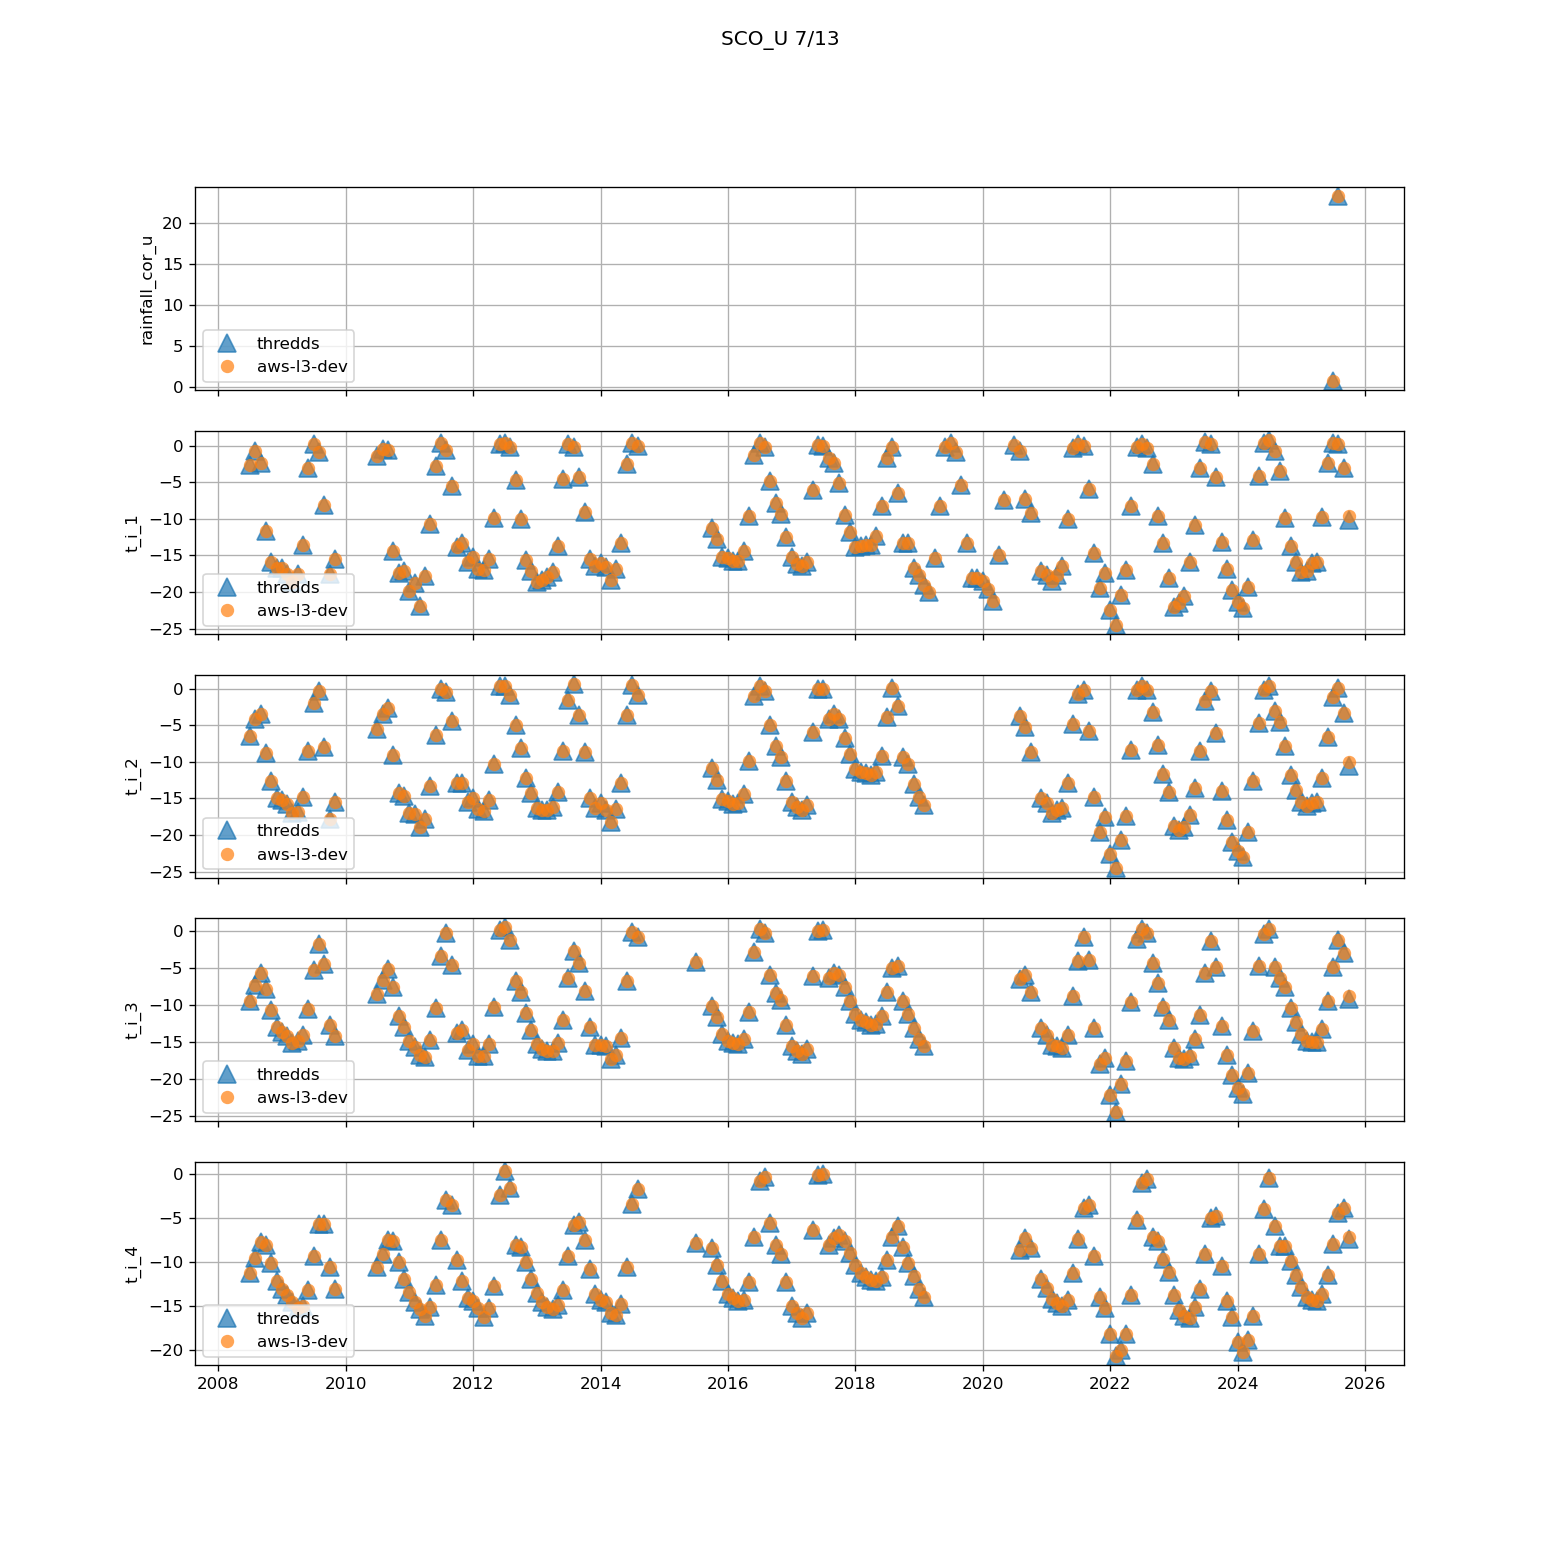 SCO_U 7/13
20
15
10
5
0
rainfall_cor_u
thredds
aws-l3-dev
0
−5
−10
−15
−20
−25
t_i_1
thredds
aws-l3-dev
0
−5
−10
−15
−20
−25
t_i_2
thredds
aws-l3-dev
0
−5
−10
−15
−20
−25
t_i_3
thredds
aws-l3-dev
0
−5
−10
−15
−20
t_i_4
thredds
aws-l3-dev
2008 2010 2012 2014 2016 2018 2020 2022 2024 2026